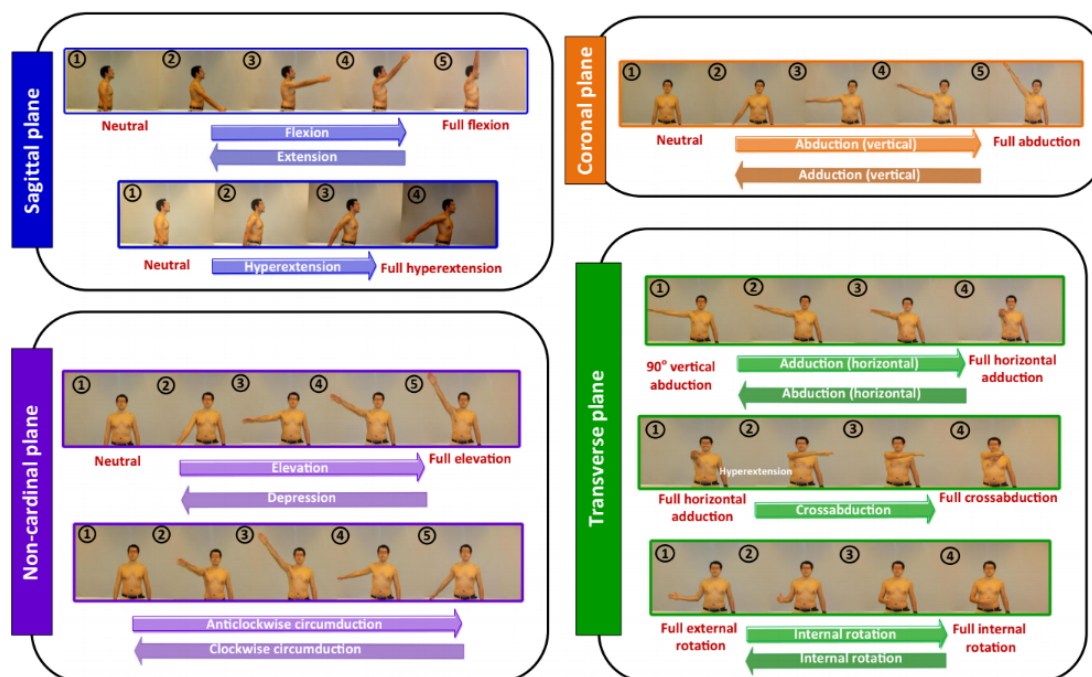 Sagittal plane
① ② ③ ④ ⑤
Neutral
Full flexion
Flexion
Extension
① ② ③ ④
Neutral
Full hyperextension
Hyperextension
Coronal plane
① ② ③ ④ ⑤
Neutral
Full abduction
Abduction (vertical)
Adduction (vertical)
Non-cardinal plane
① ② ③ ④ ⑤
Neutral
Full elevation
Elevation
Depression
① ② ③ ④ ⑤
Anticlockwise circumduction
Clockwise circumduction
Transverse plane
① ② ③ ④
90° vertical
abduction
Adduction (horizontal)
Abduction (horizontal)
Full horizontal
adduction
① ② ③ ④
Hyperextension
Full horizontal
adduction
Crossabduction
Full crossabduction
① ② ③ ④
Full external
rotation
Internal rotation
Internal rotation
Full internal
rotation